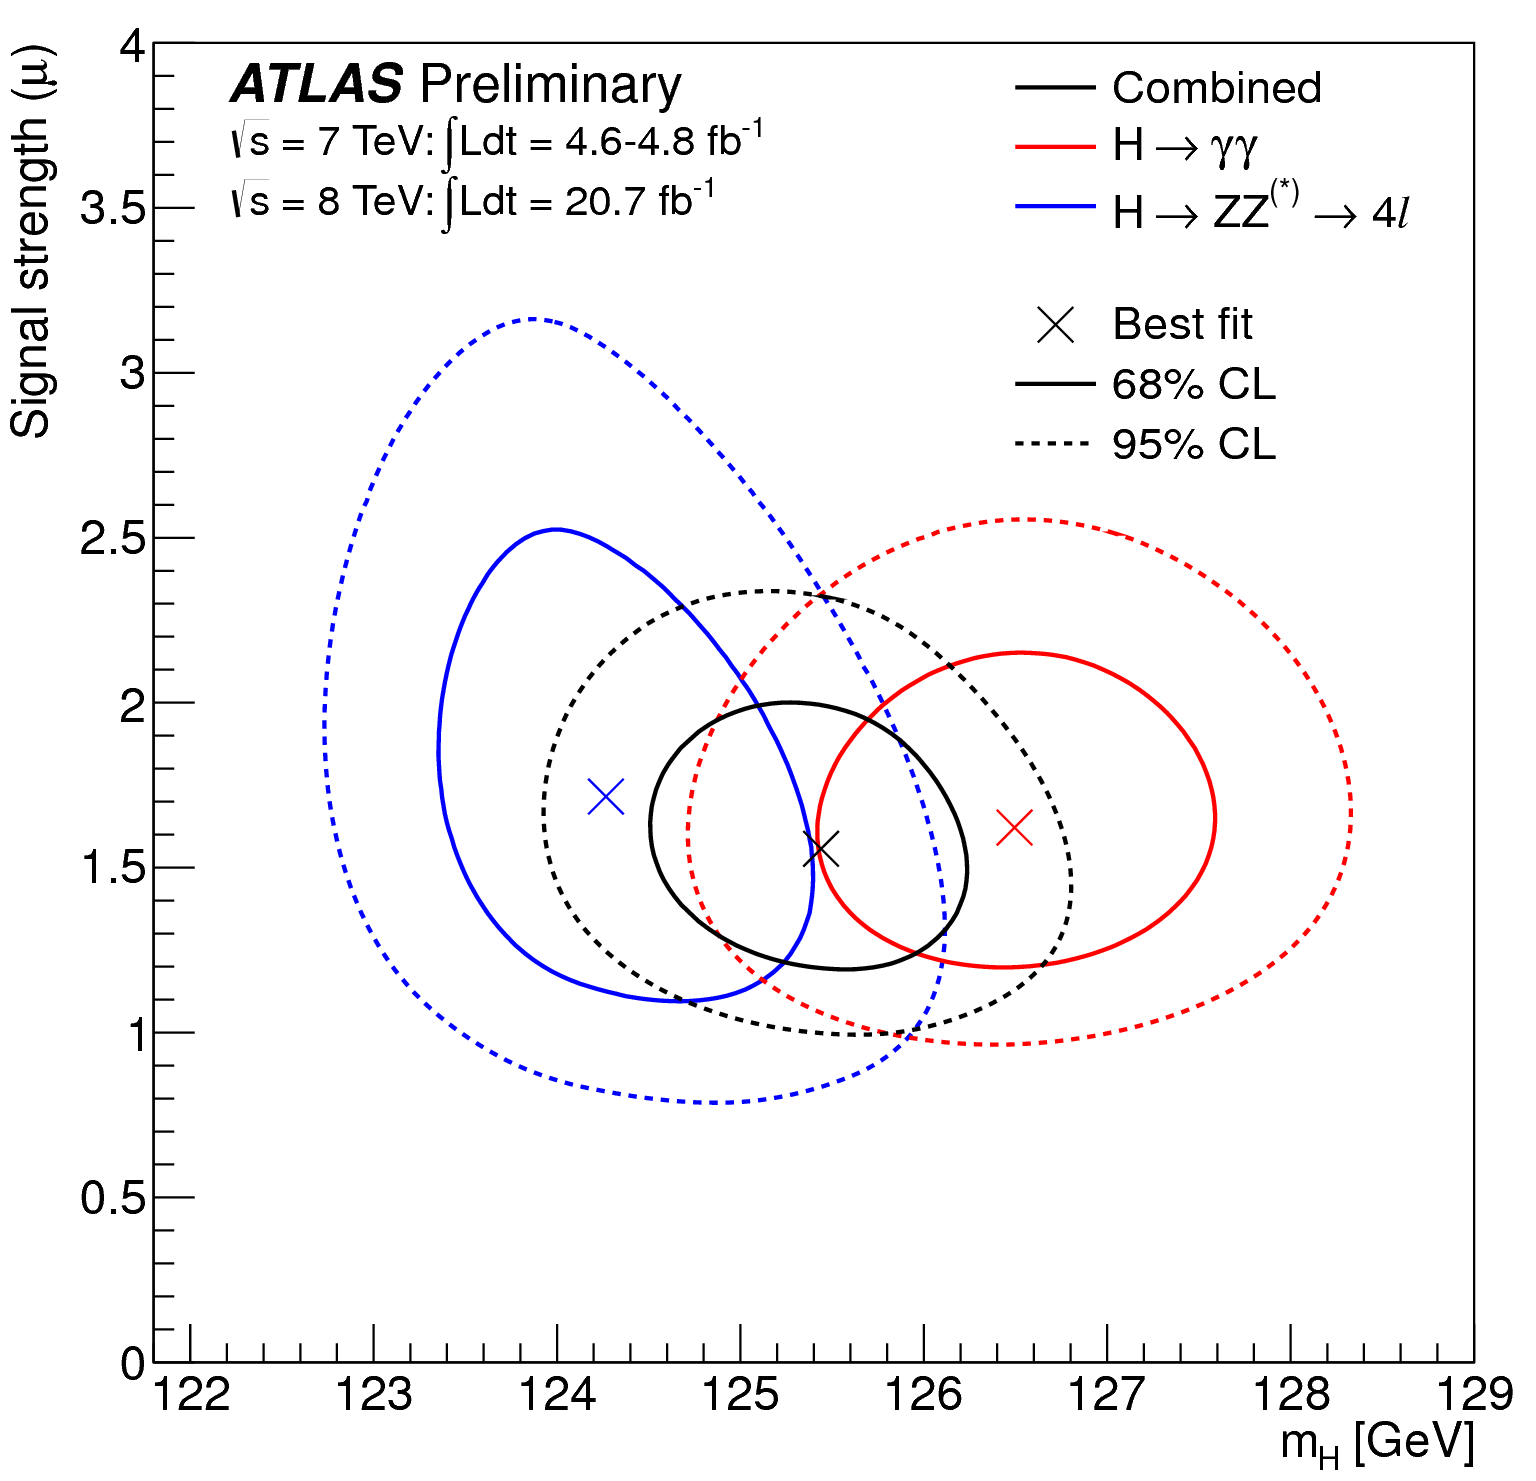 Signal strength (μ)
4
3.5
3
2.5
2
1.5
1
0.5
0
ATLAS Preliminary
√s = 7 TeV: ∫Ldt = 4.6-4.8 fb⁻¹
√s = 8 TeV: ∫Ldt = 20.7 fb⁻¹
Combined
H → γγ
H → ZZ⁽*⁾ → 4l
Best fit
68% CL
95% CL
122 123 124 125 126 127 128 129
m_H [GeV]